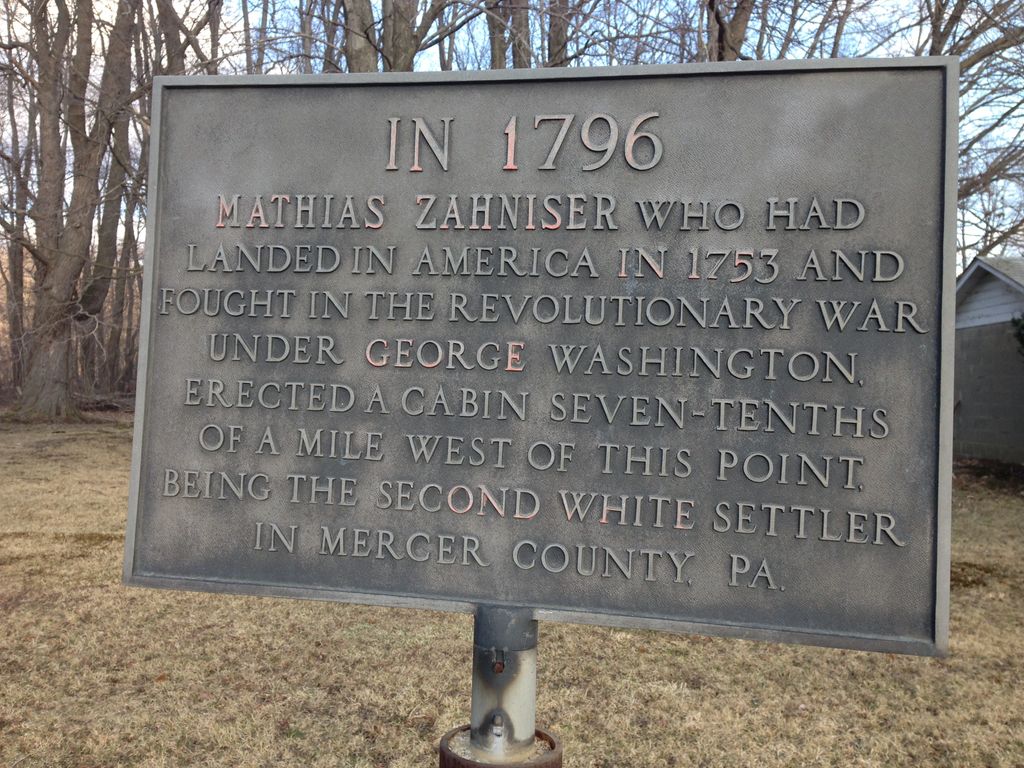 IN 1796
MATHIAS ZAHNISER WHO HAD
LANDED IN AMERICA IN 1753 AND
FOUGHT IN THE REVOLUTIONARY WAR
UNDER GEORGE WASHINGTON,
ERECTED A CABIN SEVEN-TENTHS
OF A MILE WEST OF THIS POINT,
BEING THE SECOND WHITE SETTLER
IN MERCER COUNTY, PA.